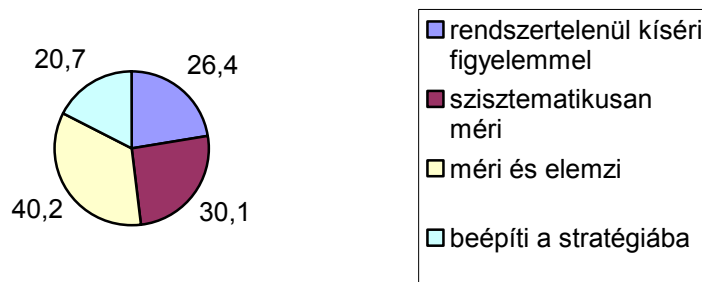 20,7
26,4
40,2
30,1
rendszertelenül kíséri
figyelemmel
szisztematikusan
méri
méri és elemzi
beépíti a stratégiába